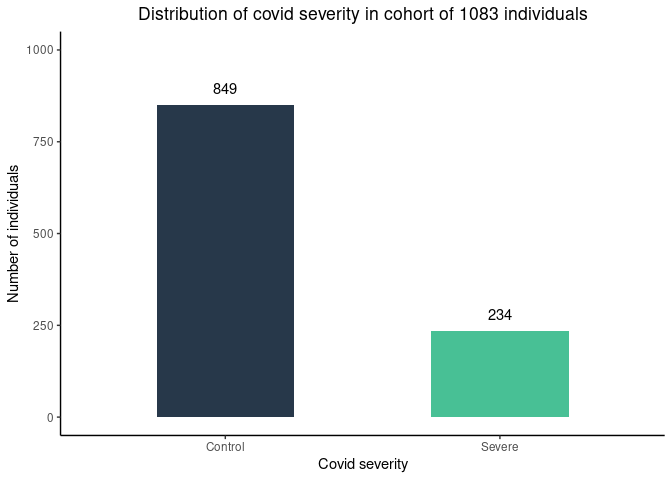 Distribution of covid severity in cohort of 1083 individuals
Number of individuals
1000
750
500
250
0
849
234
Control
Severe
Covid severity